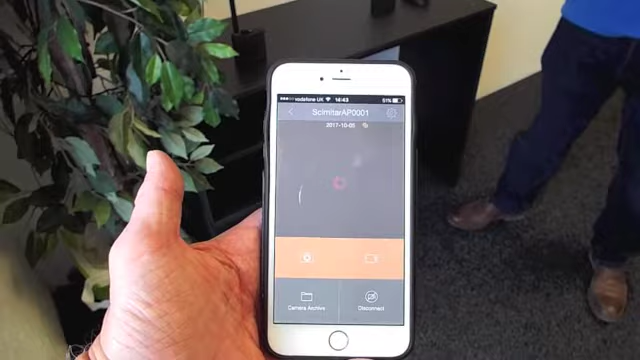 vodafone UK 14:43 51%
ScimitarAP0001
2017-10-05
Camera Archive Disconnect